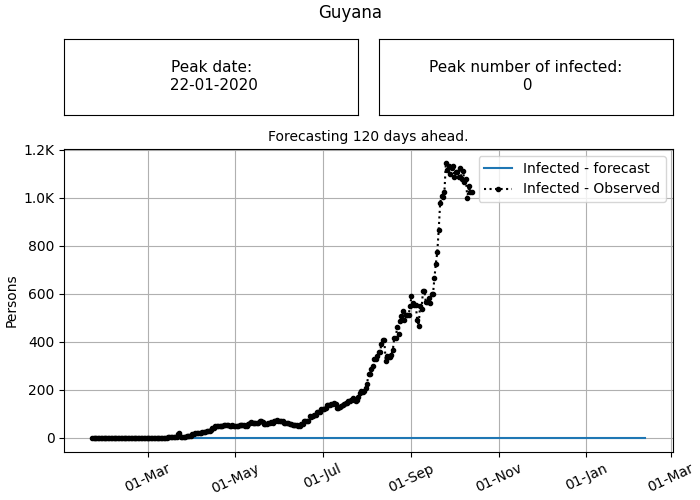 Guyana
Peak date:
22-01-2020
Peak number of infected:
0
Forecasting 120 days ahead.
Infected - forecast
Infected - Observed
Persons
1.2K
1.0K
800
600
400
200
0
01-Mar
01-May
01-Jul
01-Sep
01-Nov
01-Jan
01-Mar